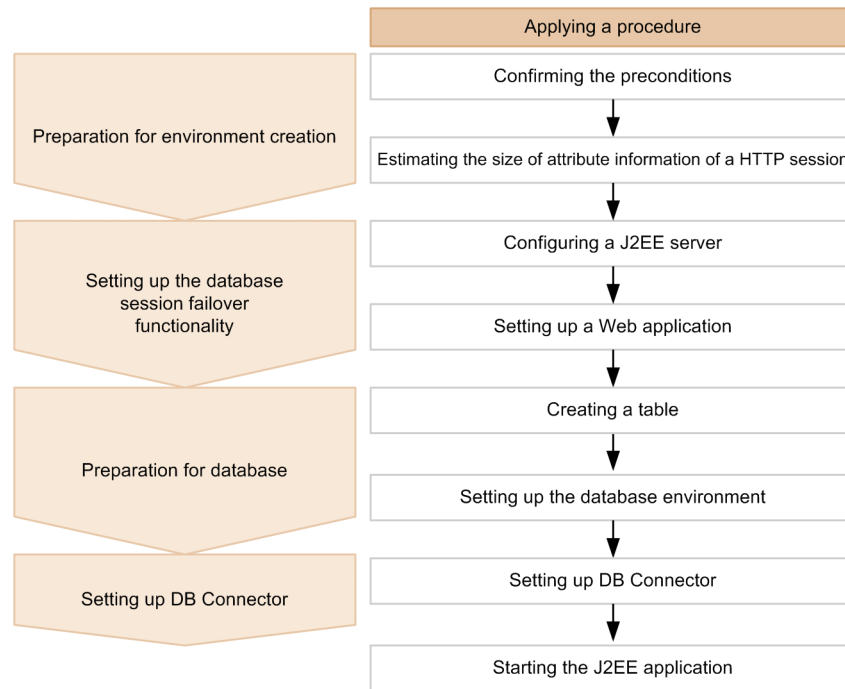 Applying a procedure
Preparation for environment creation
Confirming the preconditions
Estimating the size of attribute information of a HTTP session
Setting up the database
session failover
functionality
Configuring a J2EE server
Setting up a Web application
Preparation for database
Creating a table
Setting up the database environment
Setting up DB Connector
Setting up DB Connector
Starting the J2EE application